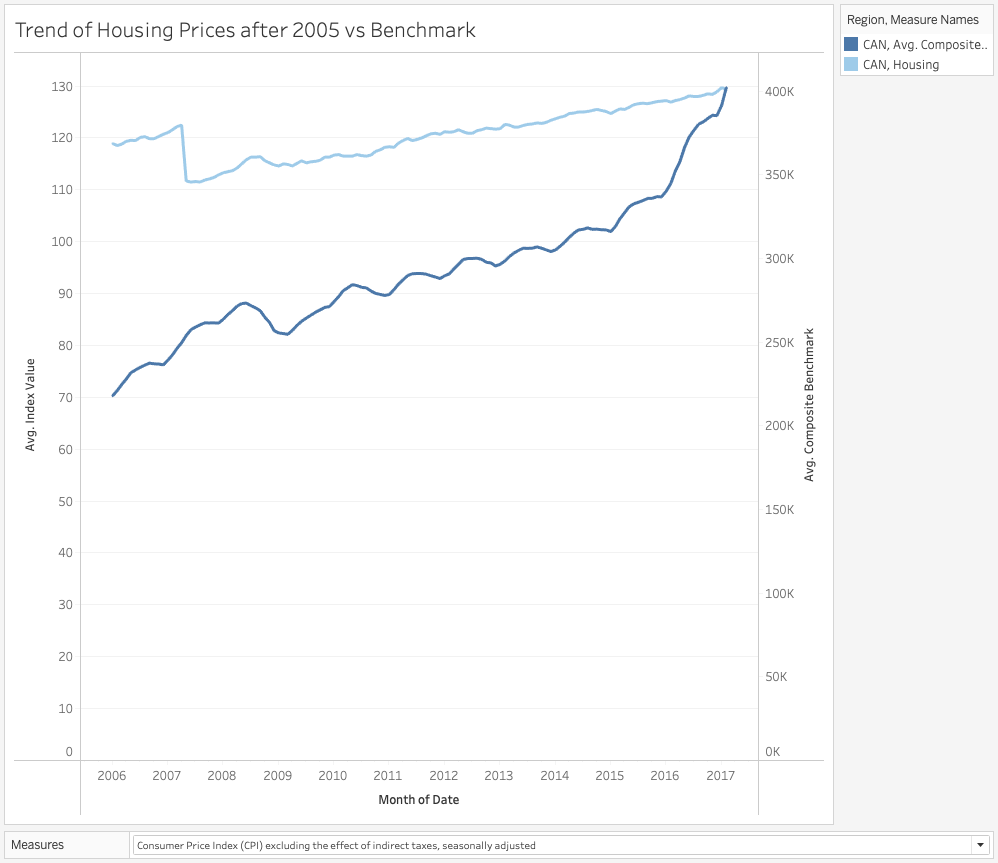 Trend of Housing Prices after 2005 vs Benchmark
Region, Measure Names
CAN, Avg. Composite..
CAN, Housing
130
120
110
100
90
80
70
60
50
40
30
20
10
0
Avg. Index Value
400K
350K
300K
250K
200K
150K
100K
50K
0K
Avg. Composite Benchmark
2006 2007 2008 2009 2010 2011 2012 2013 2014 2015 2016 2017
Month of Date
Measures
Consumer Price Index (CPI) excluding the effect of indirect taxes, seasonally adjusted